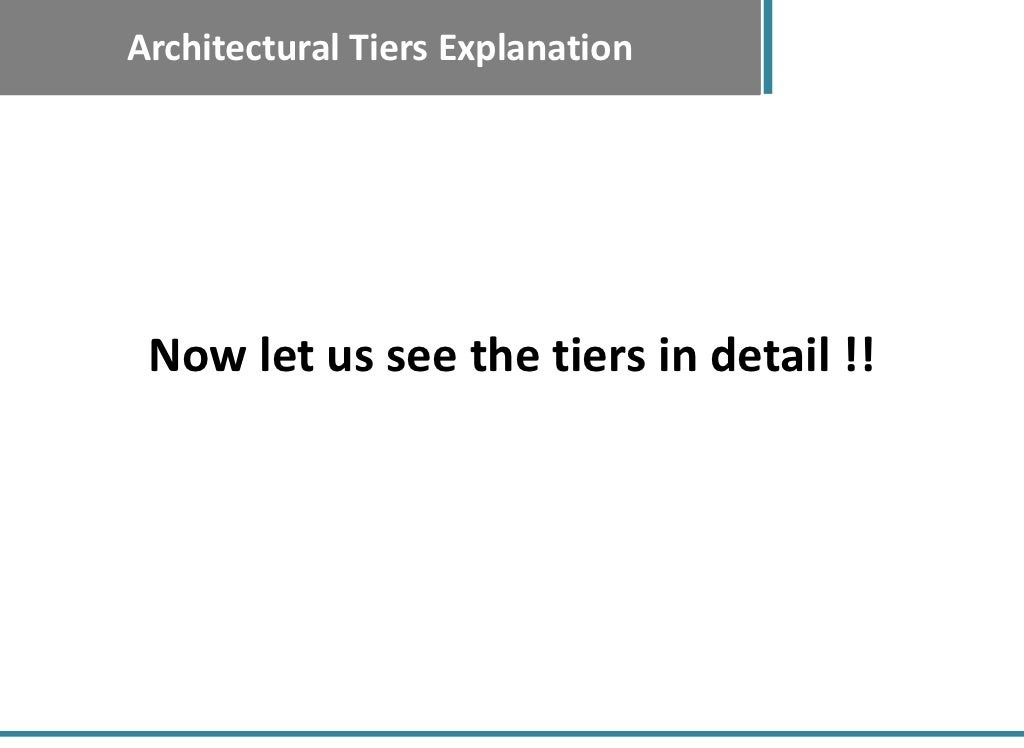 Architectural Tiers Explanation
Now let us see the tiers in detail !!